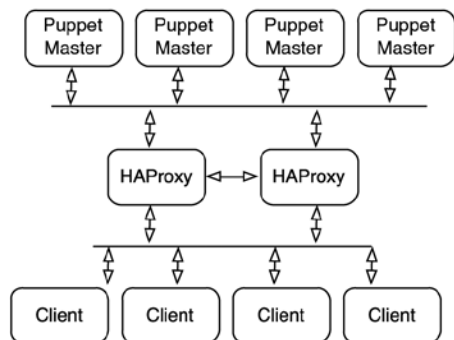 Puppet
Master
Puppet
Master
Puppet
Master
Puppet
Master
HAProxy
HAProxy
Client
Client
Client
Client